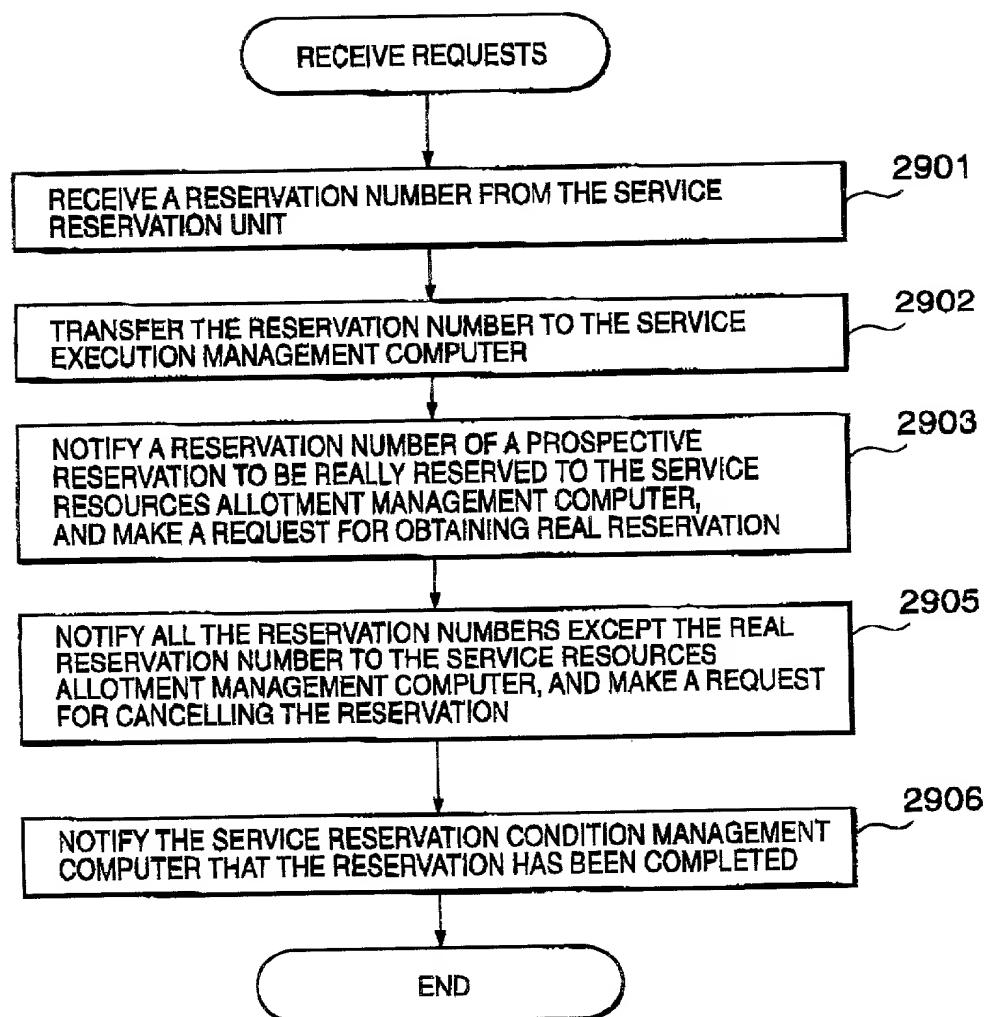 RECEIVE REQUESTS
2901
RECEIVE A RESERVATION NUMBER FROM THE SERVICE
RESERVATION UNIT
2902
TRANSFER THE RESERVATION NUMBER TO THE SERVICE
EXECUTION MANAGEMENT COMPUTER
2903
NOTIFY A RESERVATION NUMBER OF A PROSPECTIVE
RESERVATION TO BE REALLY RESERVED TO THE SERVICE
RESOURCES ALLOTMENT MANAGEMENT COMPUTER,
AND MAKE A REQUEST FOR OBTAINING REAL RESERVATION
2905
NOTIFY ALL THE RESERVATION NUMBERS EXCEPT THE REAL
RESERVATION NUMBER TO THE SERVICE RESOURCES
ALLOTMENT MANAGEMENT COMPUTER, AND MAKE A REQUEST
FOR CANCELLING THE RESERVATION
2906
NOTIFY THE SERVICE RESERVATION CONDITION MANAGEMENT
COMPUTER THAT THE RESERVATION HAS BEEN COMPLETED
END